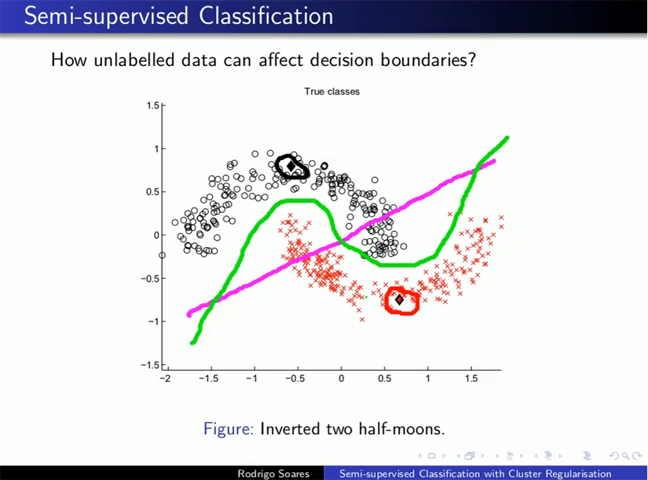 Semi-supervised Classification
How unlabelled data can affect decision boundaries?
True classes
1.5
1
0.5
0
−0.5
−1
−1.5
−2 −1.5 −1 −0.5 0 0.5 1 1.5
Figure: Inverted two half-moons.
Rodrigo Soares Semi-supervised Classification with Cluster Regularisation